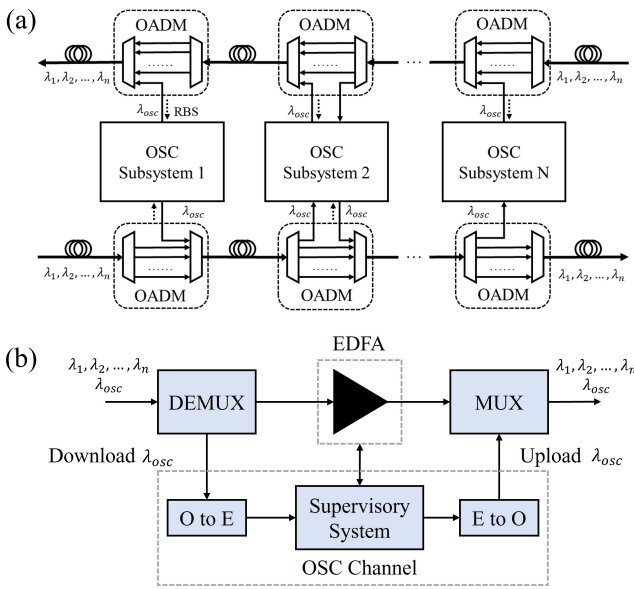 (a)
OADM
OADM
OADM
......
......
......
...
λ₁, λ₂, ..., λₙ
λ₁, λ₂, ..., λₙ
λₒₛ𝒸
RBS
λₒₛ𝒸
λₒₛ𝒸
OSC
Subsystem 1
OSC
Subsystem 2
OSC
Subsystem N
λₒₛ𝒸
λₒₛ𝒸
λₒₛ𝒸
λₒₛ𝒸
......
......
......
...
λ₁, λ₂, ..., λₙ
λ₁, λ₂, ..., λₙ
OADM
OADM
OADM
(b)
EDFA
λ₁, λ₂, ..., λₙ
λₒₛ𝒸
λ₁, λ₂, ..., λₙ
λₒₛ𝒸
DEMUX
MUX
Download λₒₛ𝒸
Upload λₒₛ𝒸
O to E
Supervisory
System
E to O
OSC Channel